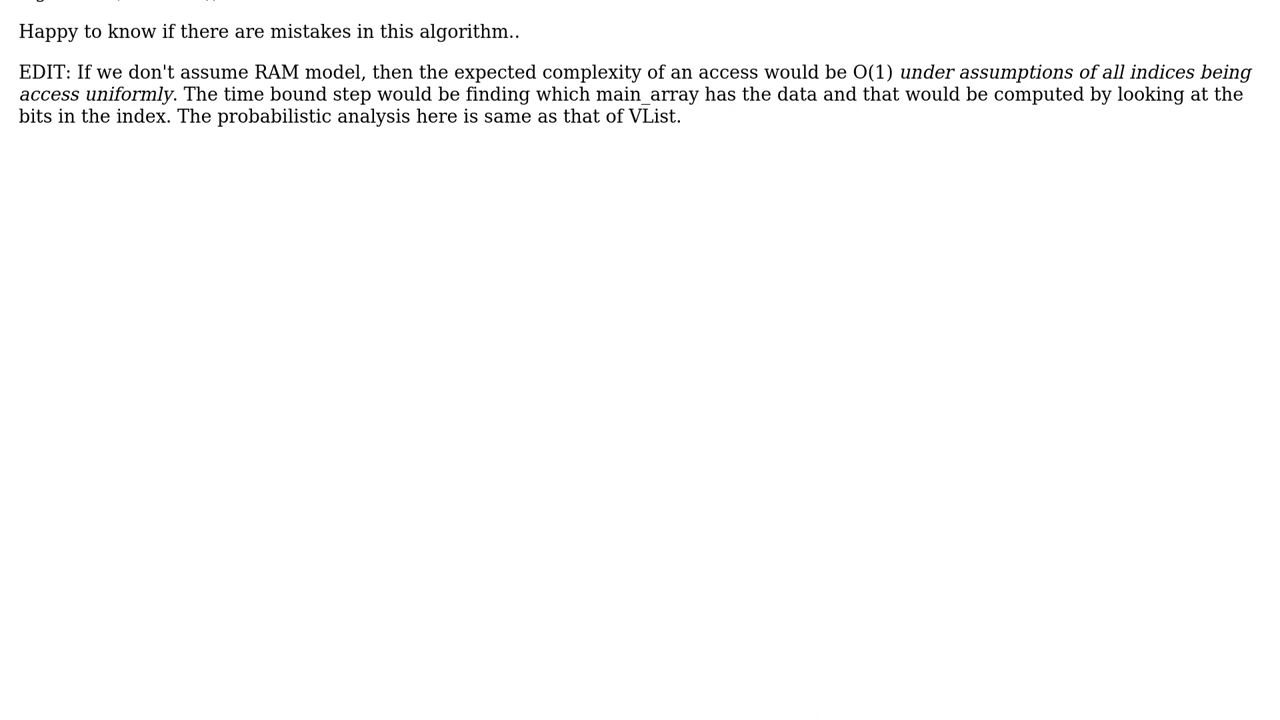 Happy to know if there are mistakes in this algorithm..
EDIT: If we don't assume RAM model, then the expected complexity of an access would be O(1) under assumptions of all indices being
access uniformly. The time bound step would be finding which main_array has the data and that would be computed by looking at the
bits in the index. The probabilistic analysis here is same as that of VList.